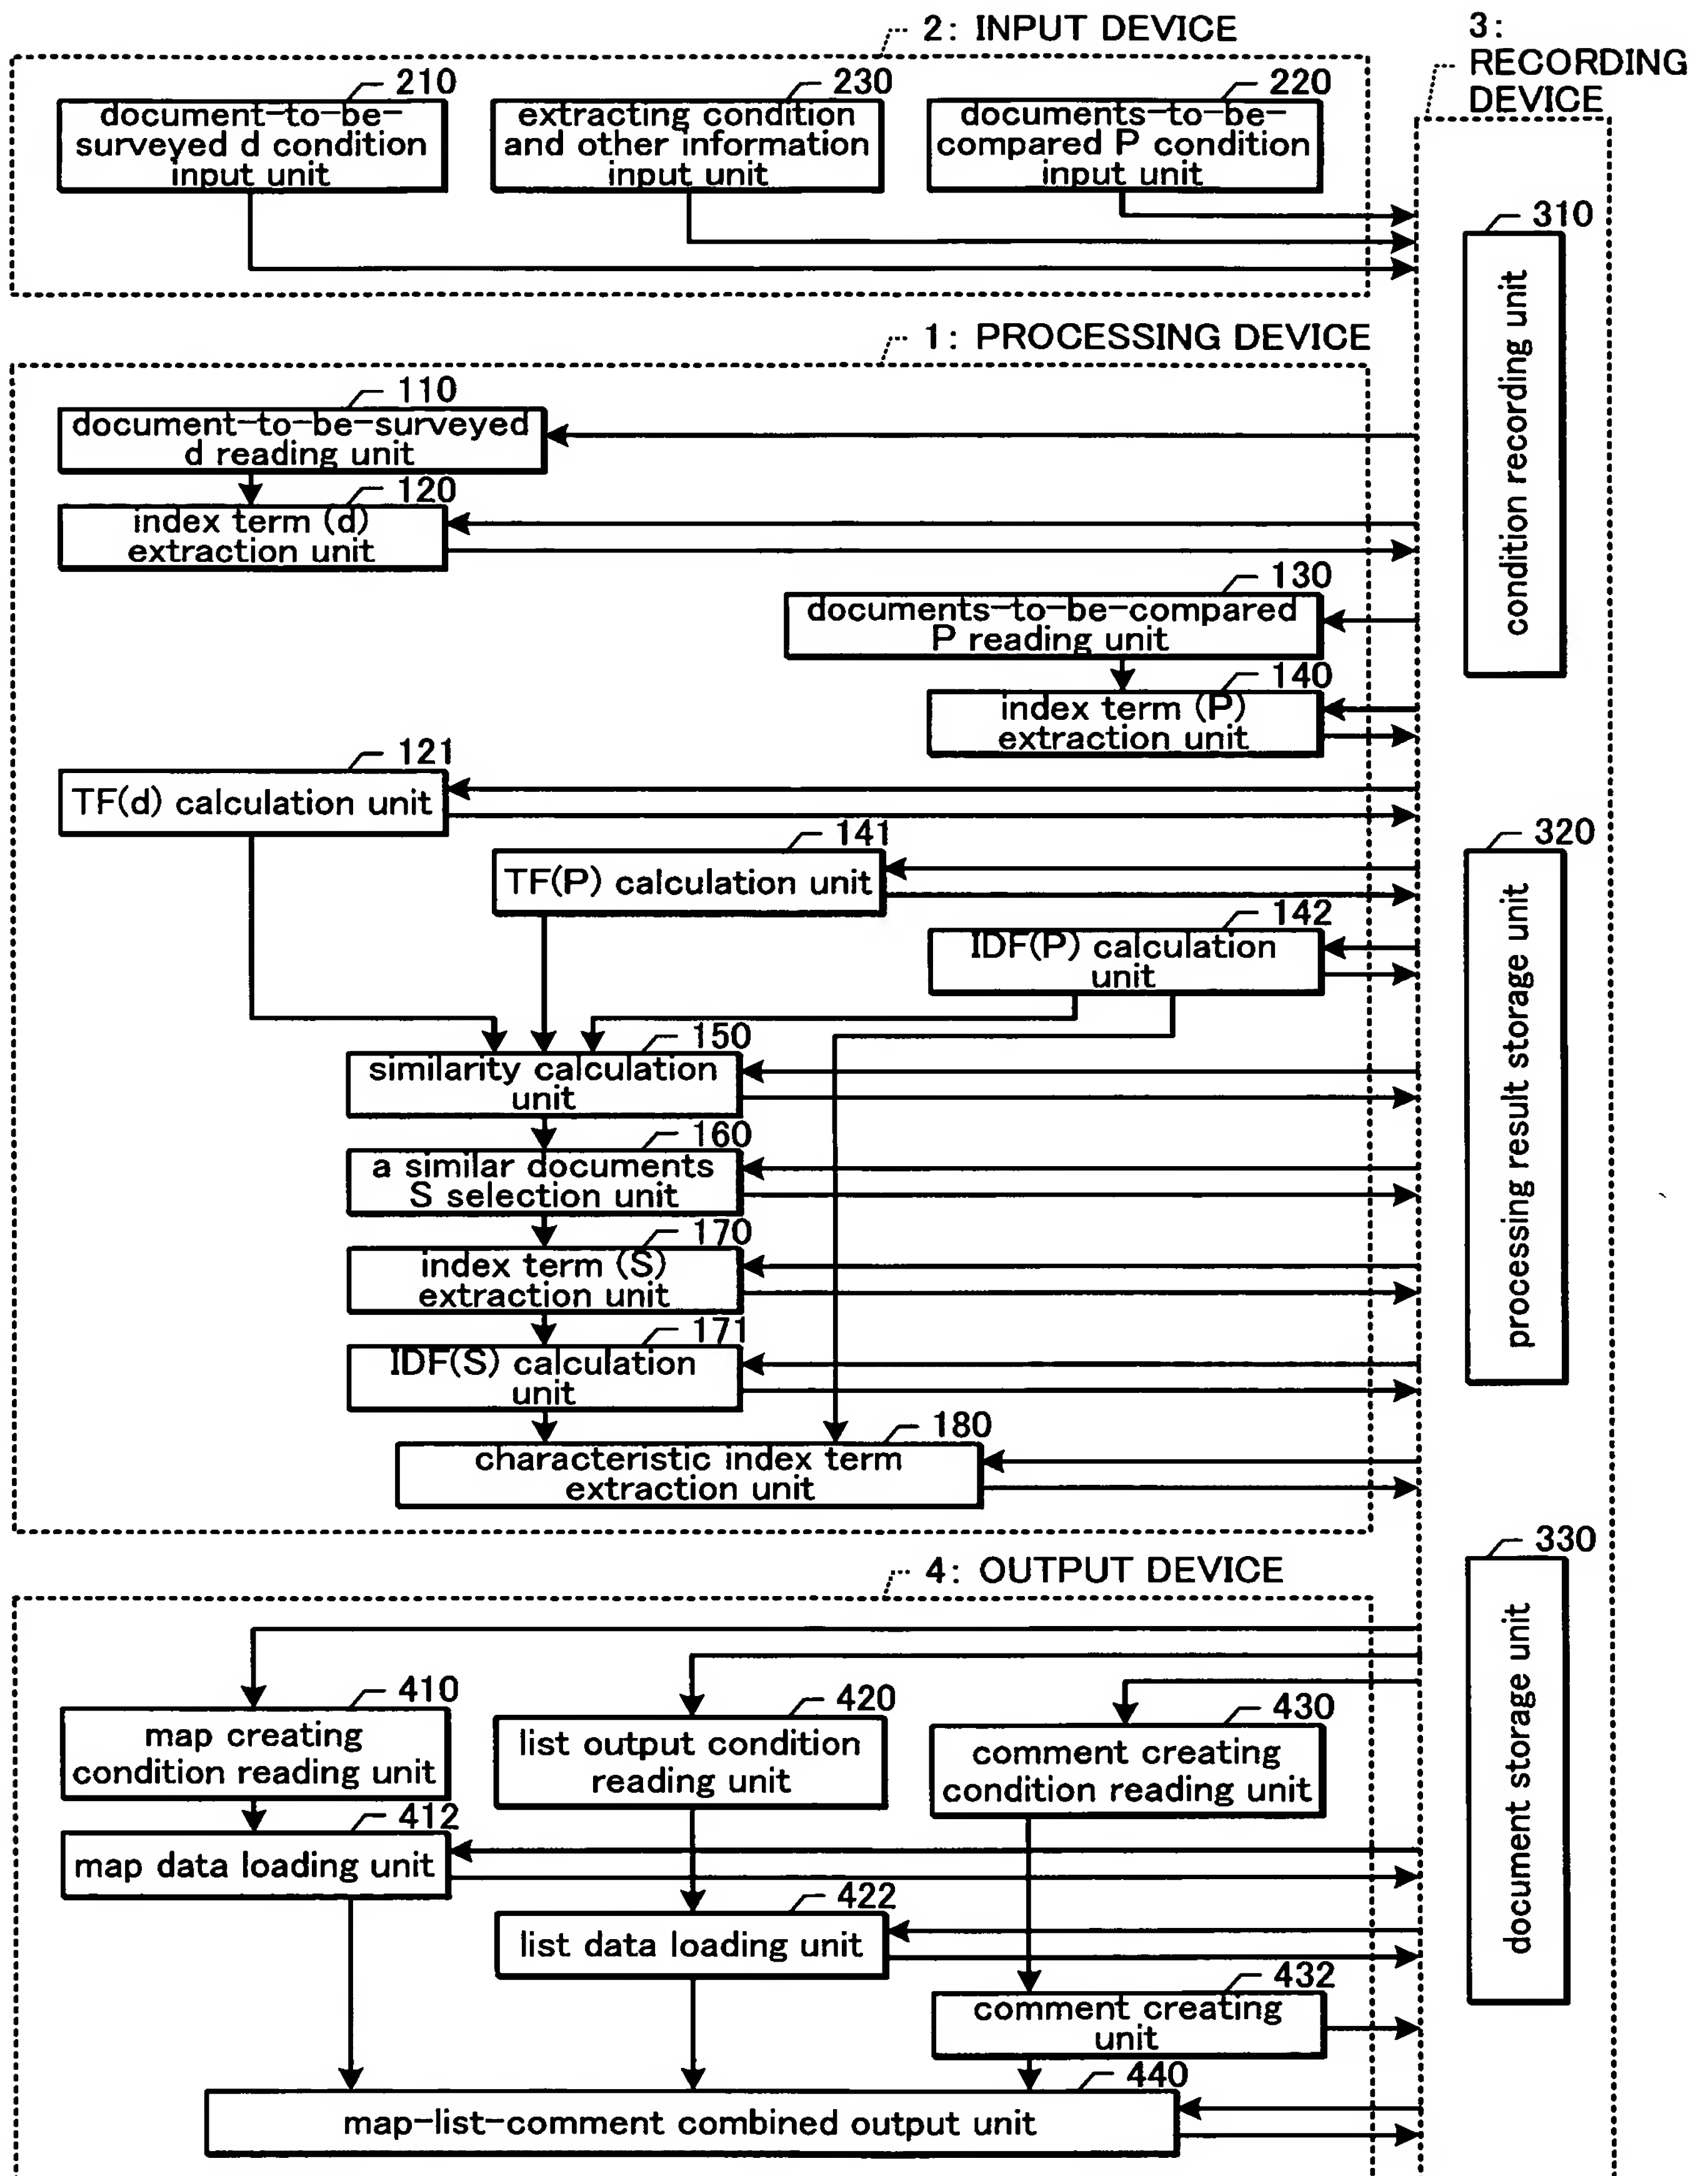 2: INPUT DEVICE
3:
RECORDING
DEVICE
210
document-to-be-
surveyed d condition
input unit
230
extracting condition
and other information
input unit
220
documents-to-be-
compared P condition
input unit
310
condition recording unit
1: PROCESSING DEVICE
110
document-to-be-surveyed
d reading unit
120
index term (d)
extraction unit
130
documents-to-be-compared
P reading unit
140
index term (P)
extraction unit
121
TF(d) calculation unit
141
TF(P) calculation unit
142
IDF(P) calculation
unit
320
processing result storage unit
150
similarity calculation
unit
160
a similar documents
S selection unit
170
index term (S)
extraction unit
171
IDF(S) calculation
unit
180
characteristic index term
extraction unit
330
document storage unit
4: OUTPUT DEVICE
410
map creating
condition reading unit
420
list output condition
reading unit
430
comment creating
condition reading unit
412
map data loading unit
422
list data loading unit
432
comment creating
unit
440
map-list-comment combined output unit